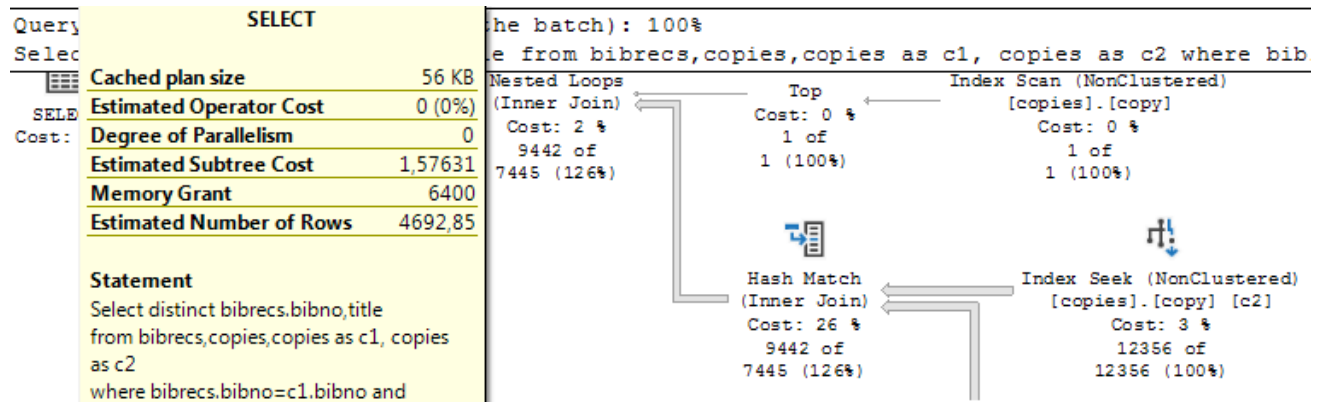 Query
he batch): 100%
Selec
e from bibrecs,copies,copies as c1, copies as c2 where bib
SELECT
Cached plan size 56 KB
Estimated Operator Cost 0 (0%)
Degree of Parallelism 0
Estimated Subtree Cost 1,57631
Memory Grant 6400
Estimated Number of Rows 4692,85
Statement
Select distinct bibrecs.bibno,title
from bibrecs,copies,copies as c1, copies
as c2
where bibrecs.bibno=c1.bibno and
SELE
Cost:
Nested Loops
(Inner Join)
Cost: 2 %
9442 of
7445 (126%)
Top
Cost: 0 %
1 of
1 (100%)
Index Scan (NonClustered)
[copies].[copy]
Cost: 0 %
1 of
1 (100%)
Hash Match
(Inner Join)
Cost: 26 %
9442 of
7445 (126%)
Index Seek (NonClustered)
[copies].[copy] [c2]
Cost: 3 %
12356 of
12356 (100%)